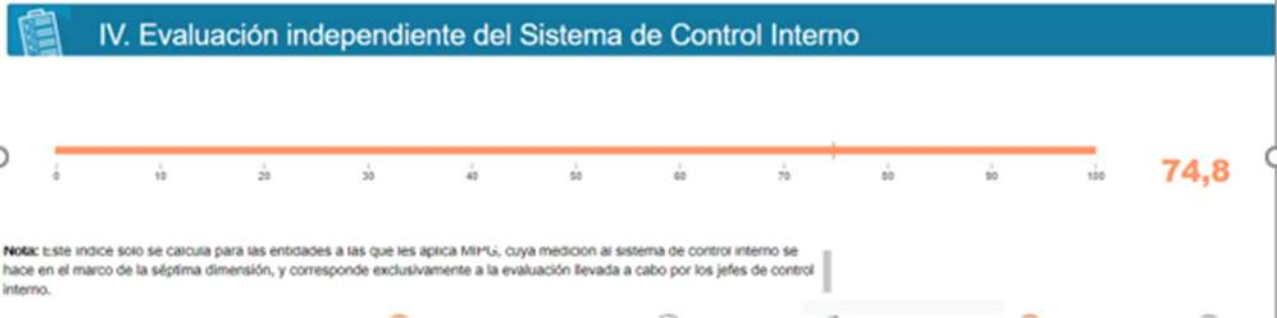 IV. Evaluación independiente del Sistema de Control Interno
0 10 20 30 40 50 60 70 80 90 100
74,8
Nota: Este índice solo se calcula para las entidades a las que les aplica MIPG, cuya medición al sistema de control interno se
hace en el marco de la séptima dimensión, y corresponde exclusivamente a la evaluación llevada a cabo por los jefes de control
interno.